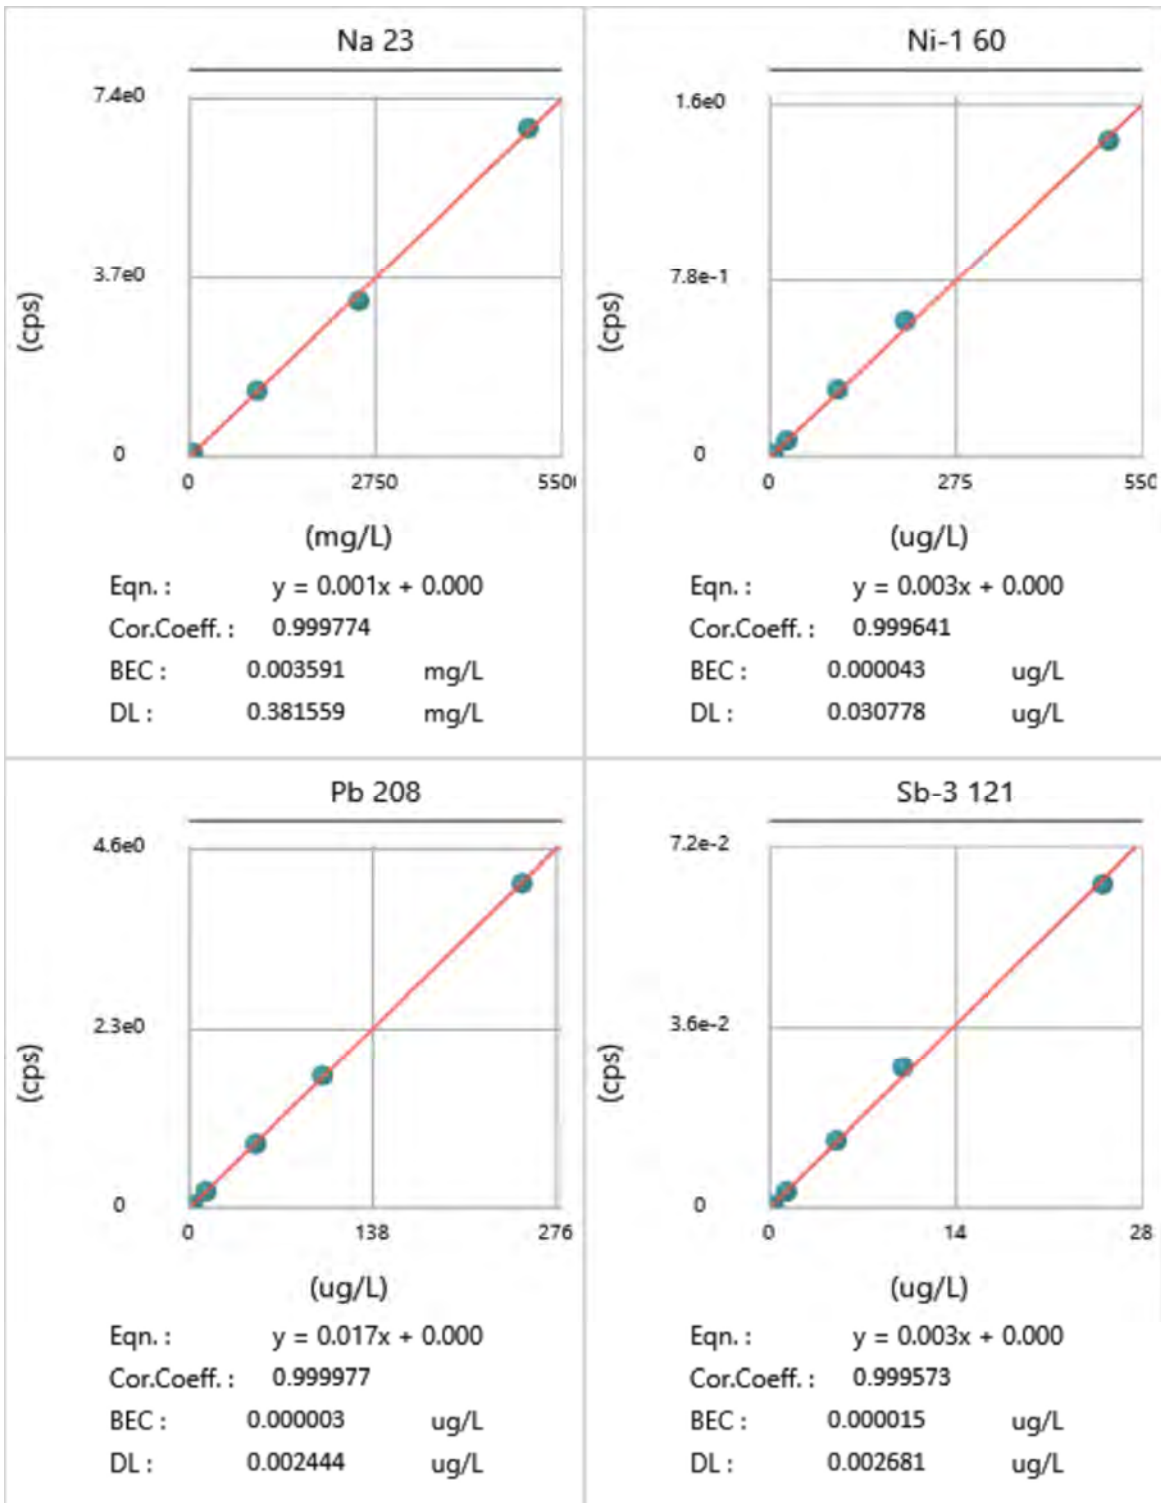 Na 23
7.4e0
3.7e0
0
(cps)
0 2750 550
(mg/L)
Eqn. : y = 0.001x + 0.000
Cor.Coeff. : 0.999774
BEC : 0.003591 mg/L
DL : 0.381559 mg/L
Ni-1 60
1.6e0
7.8e-1
0
(cps)
0 275 550
(ug/L)
Eqn. : y = 0.003x + 0.000
Cor.Coeff. : 0.999641
BEC : 0.000043 ug/L
DL : 0.030778 ug/L
Pb 208
4.6e0
2.3e0
0
(cps)
0 138 276
(ug/L)
Eqn. : y = 0.017x + 0.000
Cor.Coeff. : 0.999977
BEC : 0.000003 ug/L
DL : 0.002444 ug/L
Sb-3 121
7.2e-2
3.6e-2
0
(cps)
0 14 28
(ug/L)
Eqn. : y = 0.003x + 0.000
Cor.Coeff. : 0.999573
BEC : 0.000015 ug/L
DL : 0.002681 ug/L